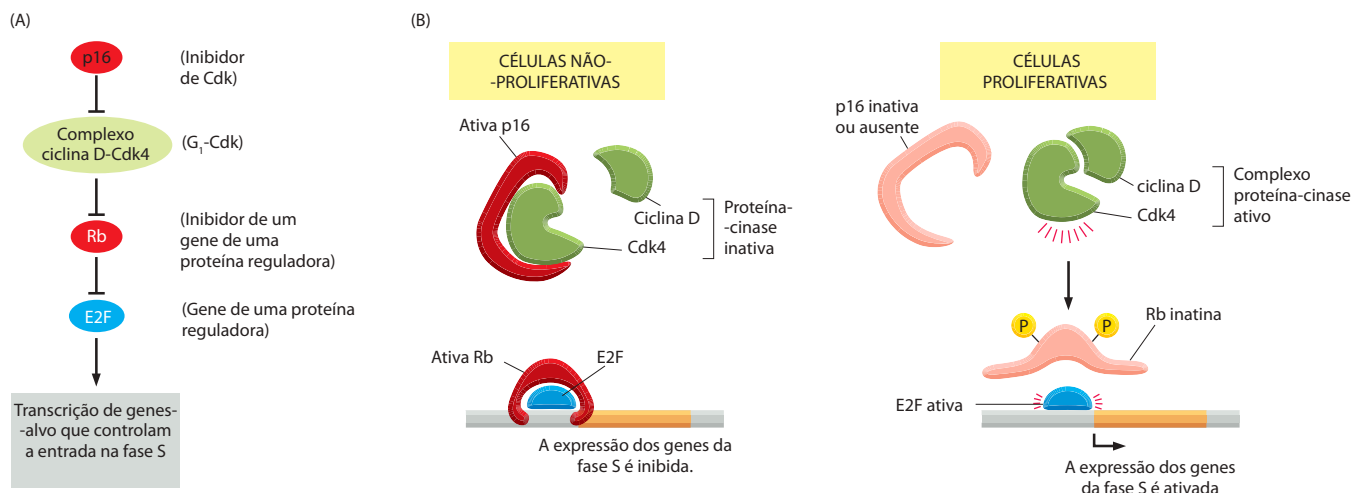 (A)
p16
(Inibidor
de Cdk)
Complexo
ciclina D-Cdk4
(G₁-Cdk)
Rb
(Inibidor de um
gene de uma
proteína reguladora)
E2F
(Gene de uma proteína
reguladora)
Transcrição de genes-
-alvo que controlam
a entrada na fase S
(B)
CÉLULAS NÃO-
-PROLIFERATIVAS
Ativa p16
Ciclina D
Cdk4
Proteína-
-cinase
inativa
Ativa Rb
E2F
A expressão dos genes da
fase S é inibida.
CÉLULAS
PROLIFERATIVAS
p16 inativa
ou ausente
ciclina D
Cdk4
Complexo
proteína-cinase
ativo
P
P
Rb inatina
E2F ativa
A expressão dos genes
da fase S é ativada